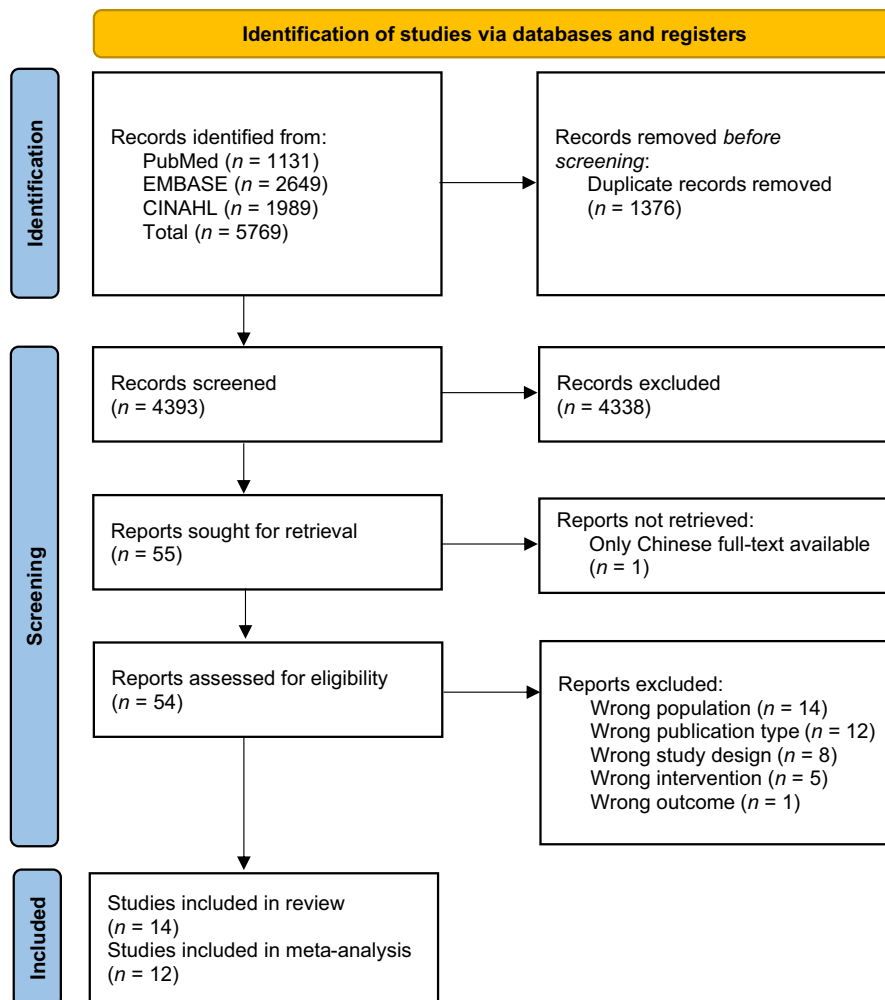 Identification of studies via databases and registers
Identification
Records identified from:
PubMed (n = 1131)
EMBASE (n = 2649)
CINAHL (n = 1989)
Total (n = 5769)
Records removed before
screening:
Duplicate records removed
(n = 1376)
Screening
Records screened
(n = 4393)
Records excluded
(n = 4338)
Reports sought for retrieval
(n = 55)
Reports not retrieved:
Only Chinese full-text available
(n = 1)
Reports assessed for eligibility
(n = 54)
Reports excluded:
Wrong population (n = 14)
Wrong publication type (n = 12)
Wrong study design (n = 8)
Wrong intervention (n = 5)
Wrong outcome (n = 1)
Included
Studies included in review
(n = 14)
Studies included in meta-analysis
(n = 12)